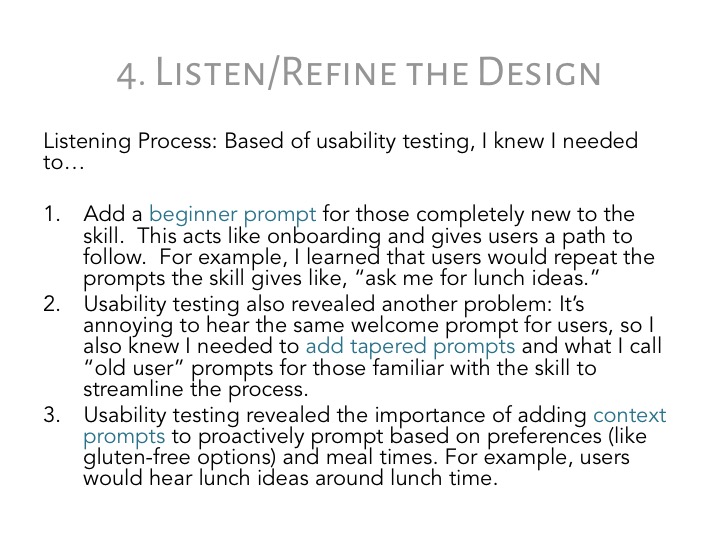 4. Listen/Refine the Design
Listening Process: Based of usability testing, I knew I needed
to…
1. Add a beginner prompt for those completely new to the
skill.  This acts like onboarding and gives users a path to
follow.  For example, I learned that users would repeat the
prompts the skill gives like, “ask me for lunch ideas.”
2. Usability testing also revealed another problem: It’s
annoying to hear the same welcome prompt for users, so I
also knew I needed to add tapered prompts and what I call
“old user” prompts for those familiar with the skill to
streamline the process.
3. Usability testing revealed the importance of adding context
prompts to proactively prompt based on preferences (like
gluten-free options) and meal times. For example, users
would hear lunch ideas around lunch time.